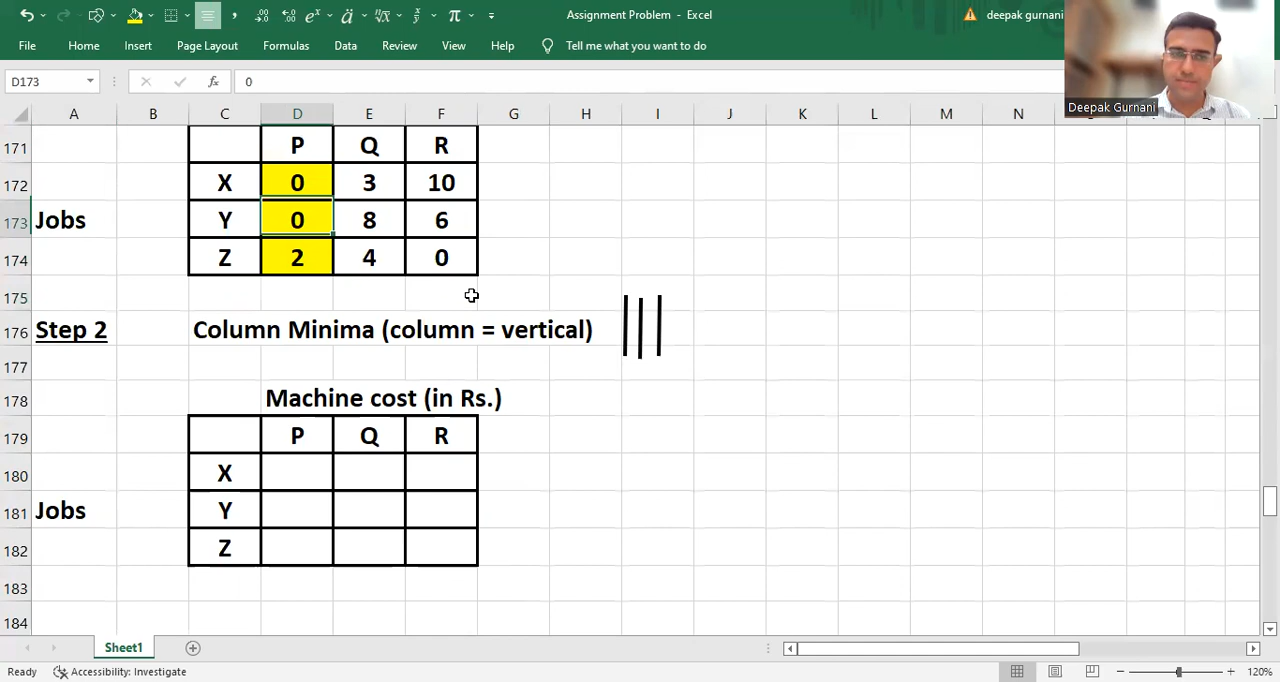 Assignment Problem - Excel
deepak gurnani
File Home Insert Page Layout Formulas Data Review View Help Tell me what you want to do
D173 fx 0
Deepak Gurnani
A B C D E F G H I J K L M N
171 P Q R
172 X 0 3 10
173 Jobs Y 0 8 6
174 Z 2 4 0
175
176 Step 2 Column Minima (column = vertical)
177
178 Machine cost (in Rs.)
179 P Q R
180 X
181 Jobs Y
182 Z
183
184
Sheet1
Ready Accessibility: Investigate 120%